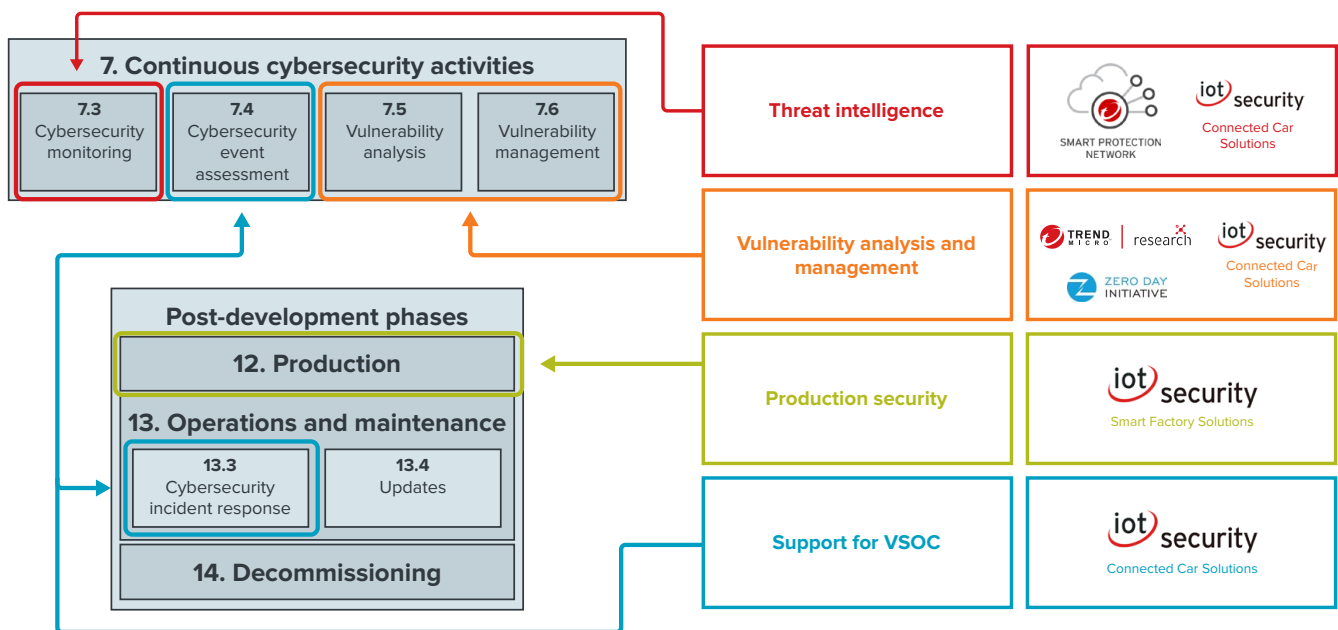 7. Continuous cybersecurity activities
7.3
Cybersecurity
monitoring
7.4
Cybersecurity
event
assessment
7.5
Vulnerability
analysis
7.6
Vulnerability
management
Post-development phases
12. Production
13. Operations and maintenance
13.3
Cybersecurity
incident response
13.4
Updates
14. Decommissioning
Threat intelligence
SMART PROTECTION
NETWORK
iot security
Connected Car
Solutions
Vulnerability analysis and
management
TREND
MICRO
research
ZERO DAY
INITIATIVE
iot security
Connected Car
Solutions
Production security
iot security
Smart Factory Solutions
Support for VSOC
iot security
Connected Car Solutions